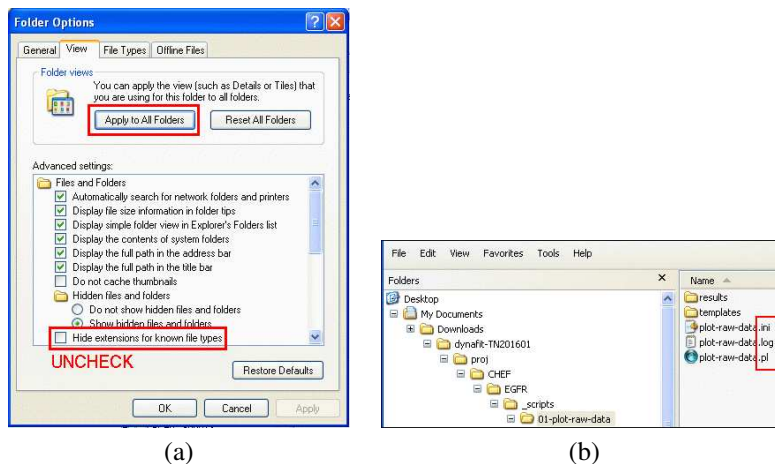 Folder Options
General View File Types Offline Files
Folder views
You can apply the view (such as Details or Tiles) that
you are using for this folder to all folders.
Apply to All Folders Reset All Folders
Advanced settings:
Files and Folders
Automatically search for network folders and printers
Display file size information in folder tips
Display simple folder view in Explorer's Folders list
Display the contents of system folders
Display the full path in the address bar
Display the full path in the title bar
Do not cache thumbnails
Hidden files and folders
Do not show hidden files and folders
Show hidden files and folders
Hide extensions for known file types
UNCHECK
Restore Defaults
OK Cancel Apply
(a)
File Edit View Favorites Tools Help
Folders Name
Desktop
My Documents
Downloads
dynafit-TN201601
proj
CHEF
EGFR
_scripts
01-plot-raw-data
results
templates
plot-raw-data.ini
plot-raw-data.log
plot-raw-data.pl
(b)